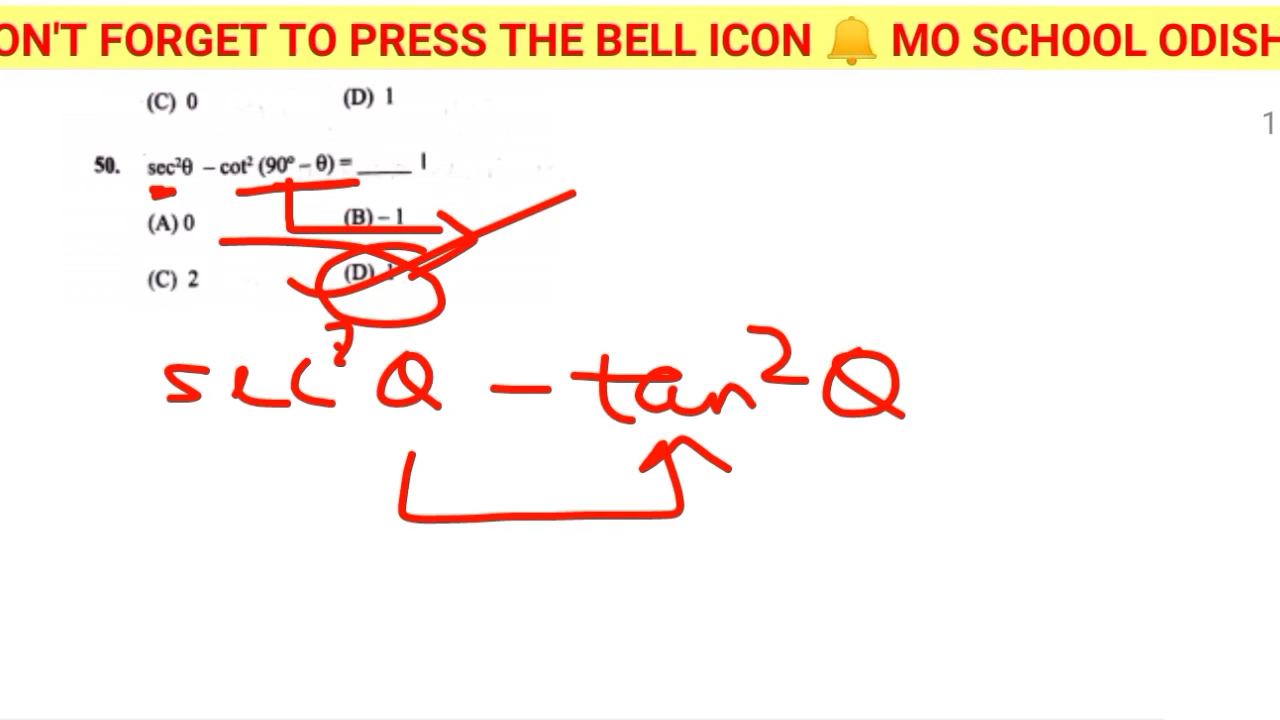 ON'T FORGET TO PRESS THE BELL ICON 🔔 MO SCHOOL ODISH
(C) 0 (D) 1
1
50. sec²θ – cot² (90° – θ) = _____ |
(A) 0 (B) – 1
(C) 2 (D)
sec²θ – tan²θ